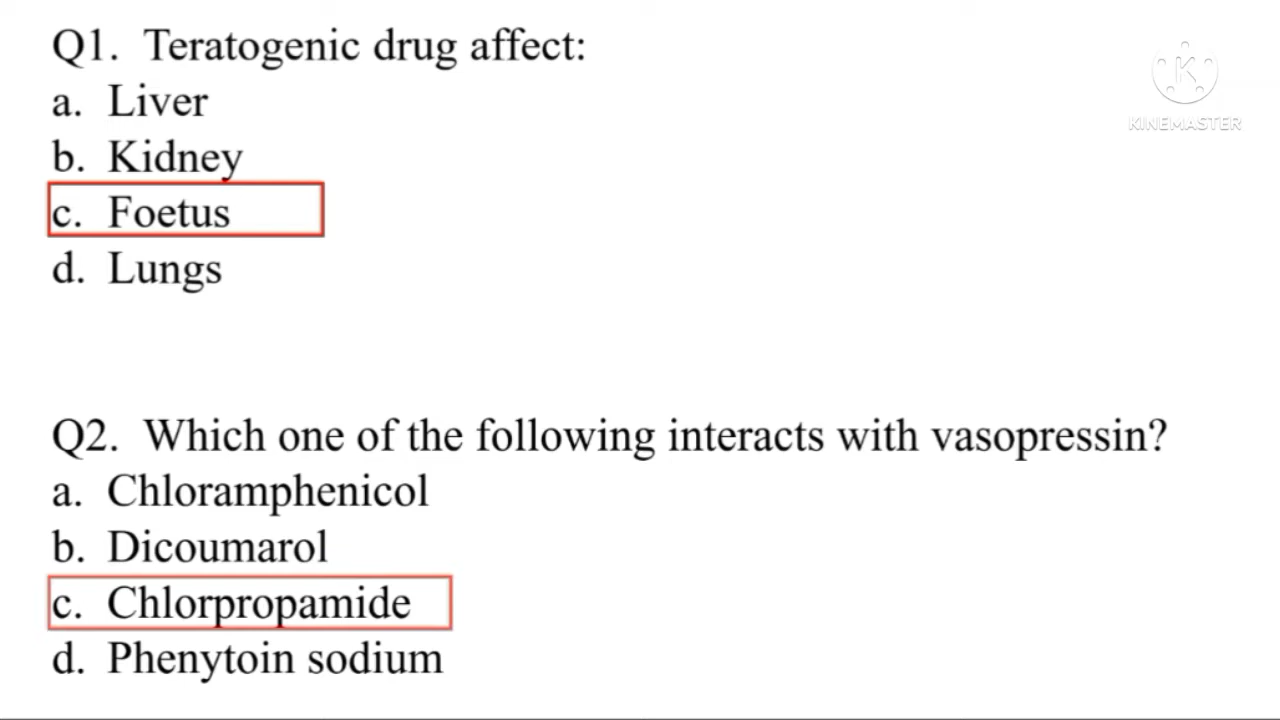 Q1. Teratogenic drug affect:
a. Liver
b. Kidney
c. Foetus
d. Lungs
KINEMASTER
Q2. Which one of the following interacts with vasopressin?
a. Chloramphenicol
b. Dicoumarol
c. Chlorpropamide
d. Phenytoin sodium